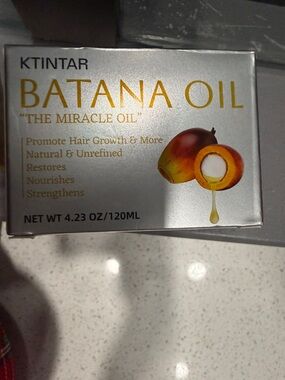 KTINTAR
BATANA OIL
"THE MIRACLE OIL"
Promote Hair Growth & More
Natural & Unrefined
Restores
Nourishes
Strengthens
NET WT 4.23 OZ/120ML